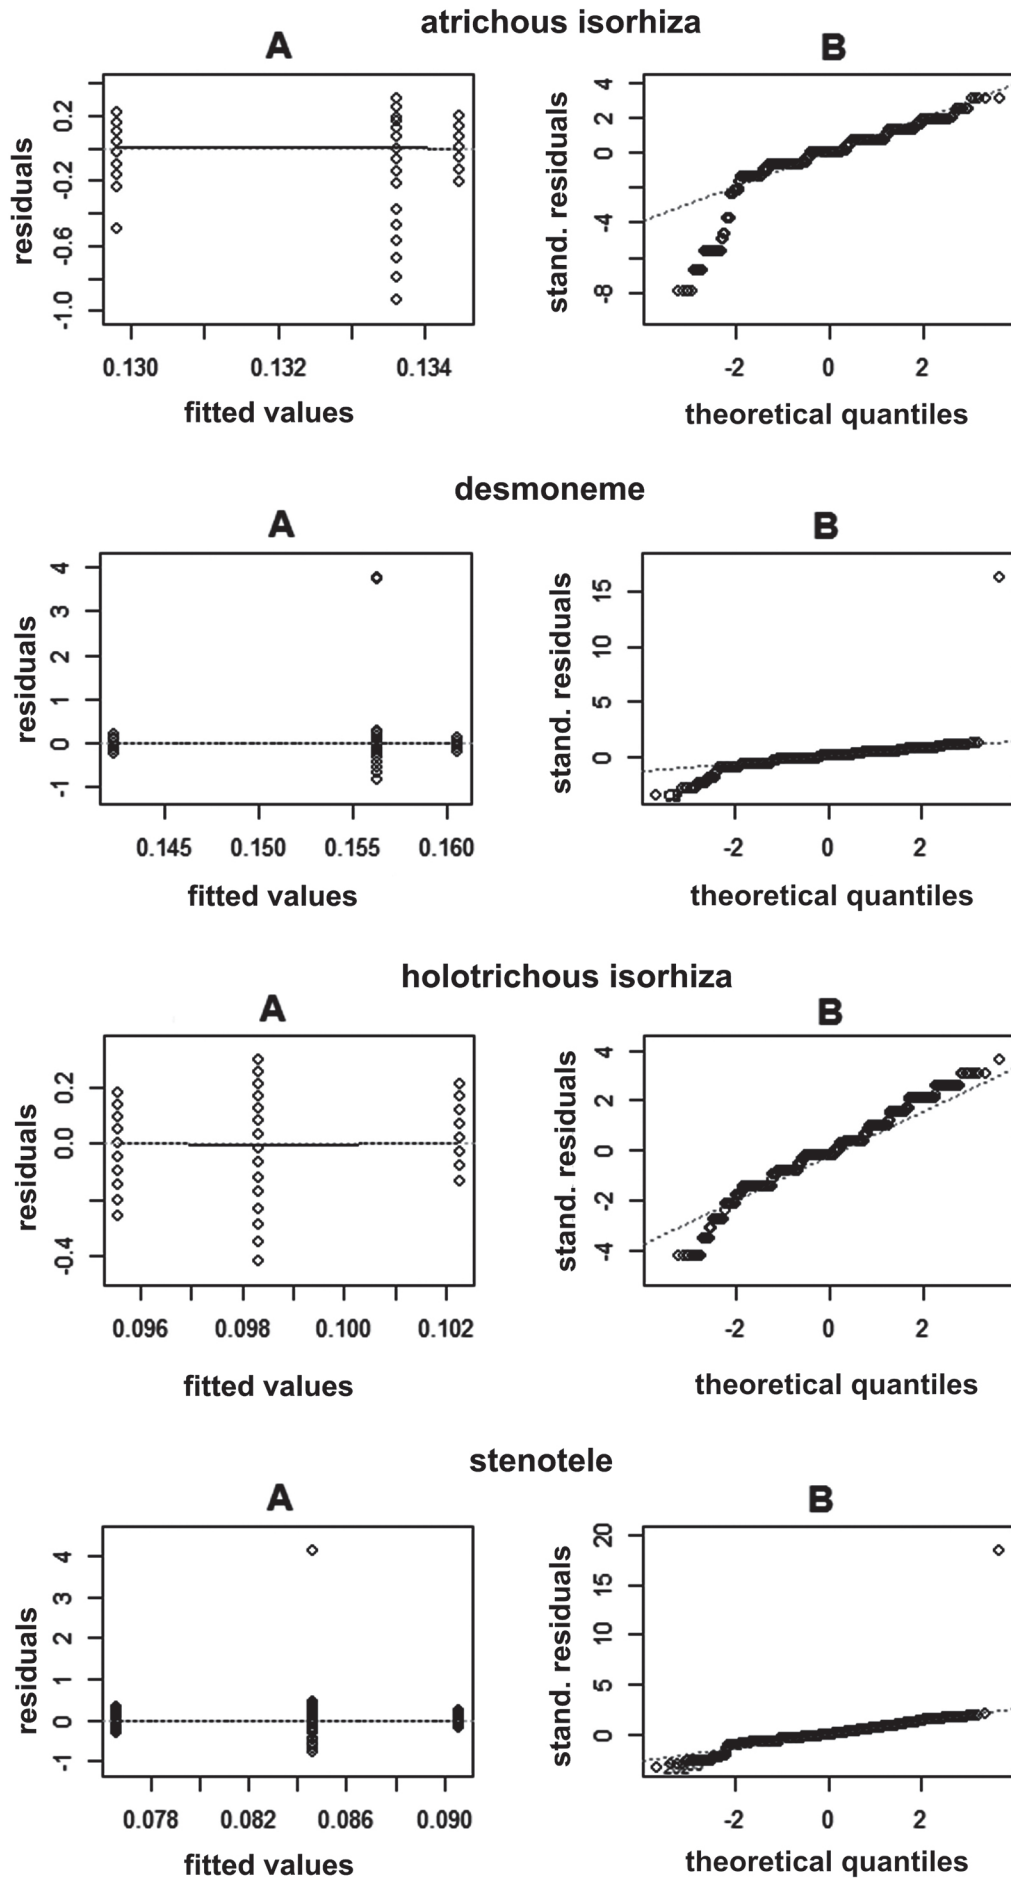 atrichous isorhiza
A B
residuals
0.2
-0.2
-0.6
-1.0
0.130 0.132 0.134
fitted values
stand. residuals
4
2
0
-4
-8
-2 0 2
theoretical quantiles
desmoneme
A B
residuals
4
3
2
1
0
-1
0.145 0.150 0.155 0.160
fitted values
stand. residuals
15
10
5
0
-2 0 2
theoretical quantiles
holotrichous isorhiza
A B
residuals
0.2
0.0
-0.4
0.096 0.098 0.100 0.102
fitted values
stand. residuals
4
2
0
-2
-4
-2 0 2
theoretical quantiles
stenotele
A B
residuals
4
3
2
1
0
-1
0.078 0.082 0.086 0.090
fitted values
stand. residuals
20
15
10
5
0
-2 0 2
theoretical quantiles